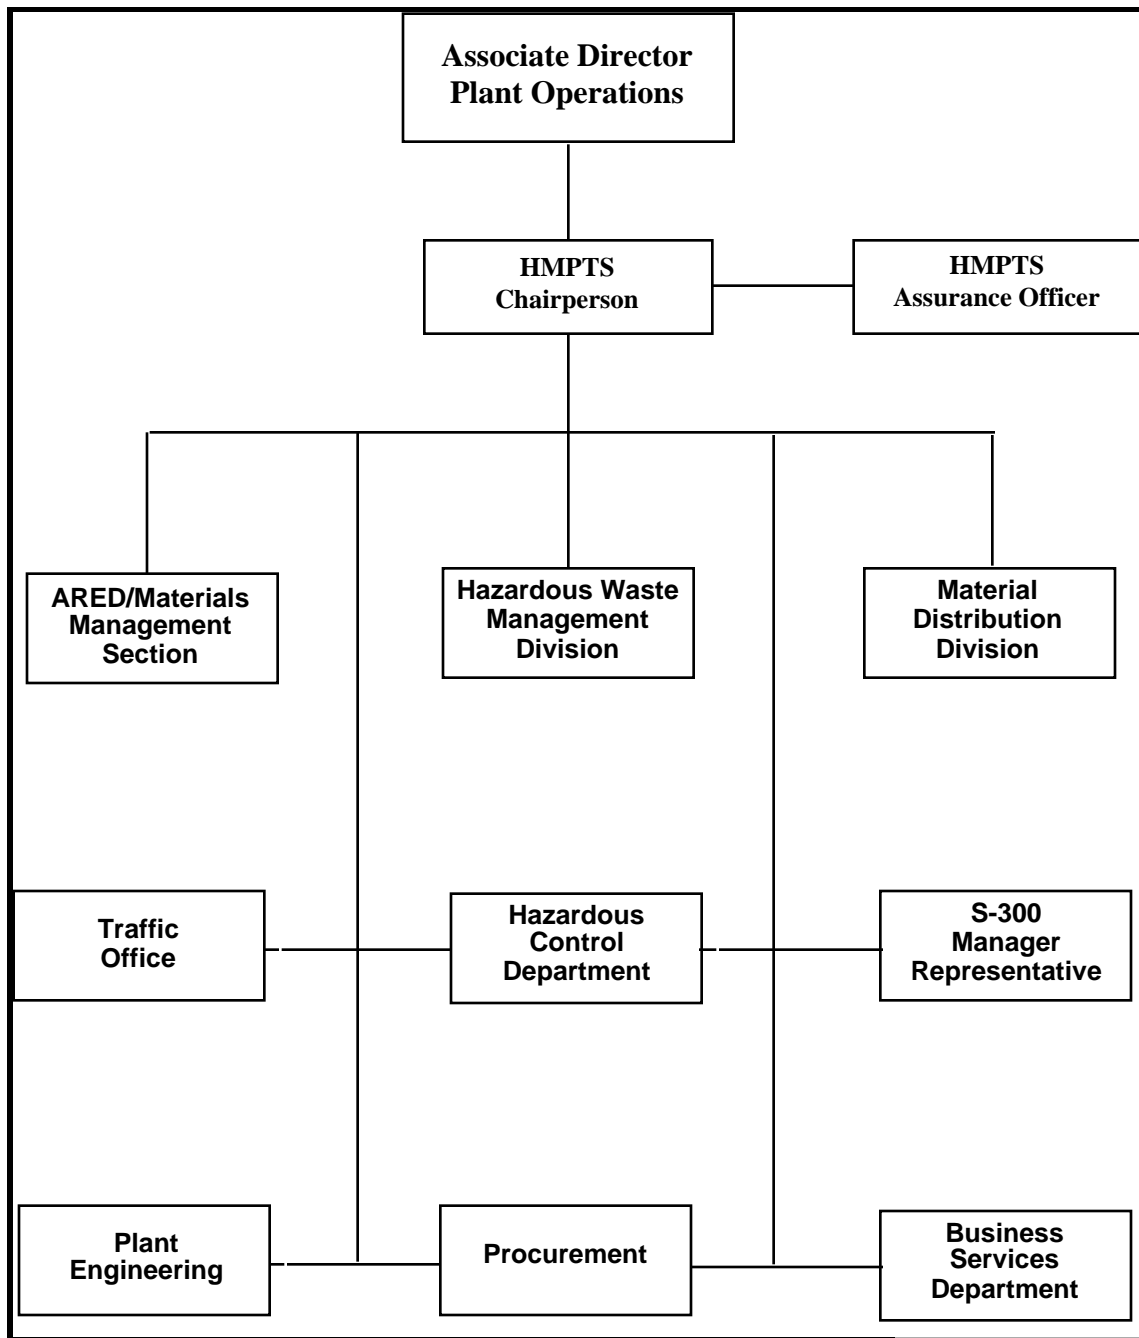 Associate Director
Plant Operations
HMPTS
Chairperson
HMPTS
Assurance Officer
ARED/Materials
Management
Section
Hazardous Waste
Management
Division
Material
Distribution
Division
Traffic
Office
Hazardous
Control
Department
S-300
Manager
Representative
Plant
Engineering
Procurement
Business
Services
Department